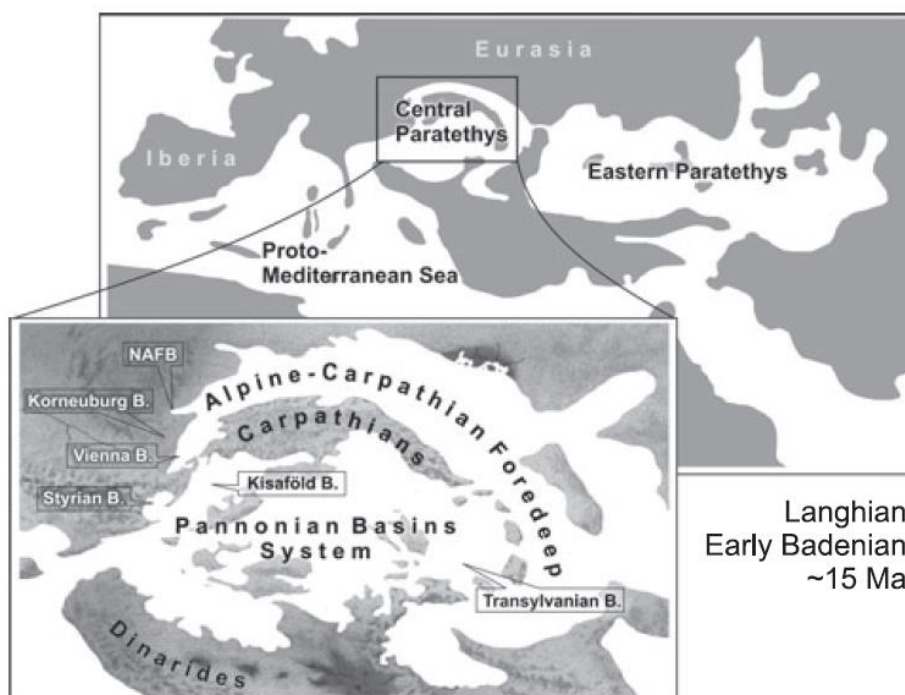 Eurasia
Central
Paratethys
Iberia
Eastern Paratethys
Proto-
Mediterranean Sea
NAFB
Alpine-Carpathian Foredeep
Korneuburg B.
Carpathians
Vienna B.
Kisaföld B.
Styrian B.
Pannonian Basins
System
Transylvanian B.
Dinarides
Langhian
Early Badenian
~15 Ma